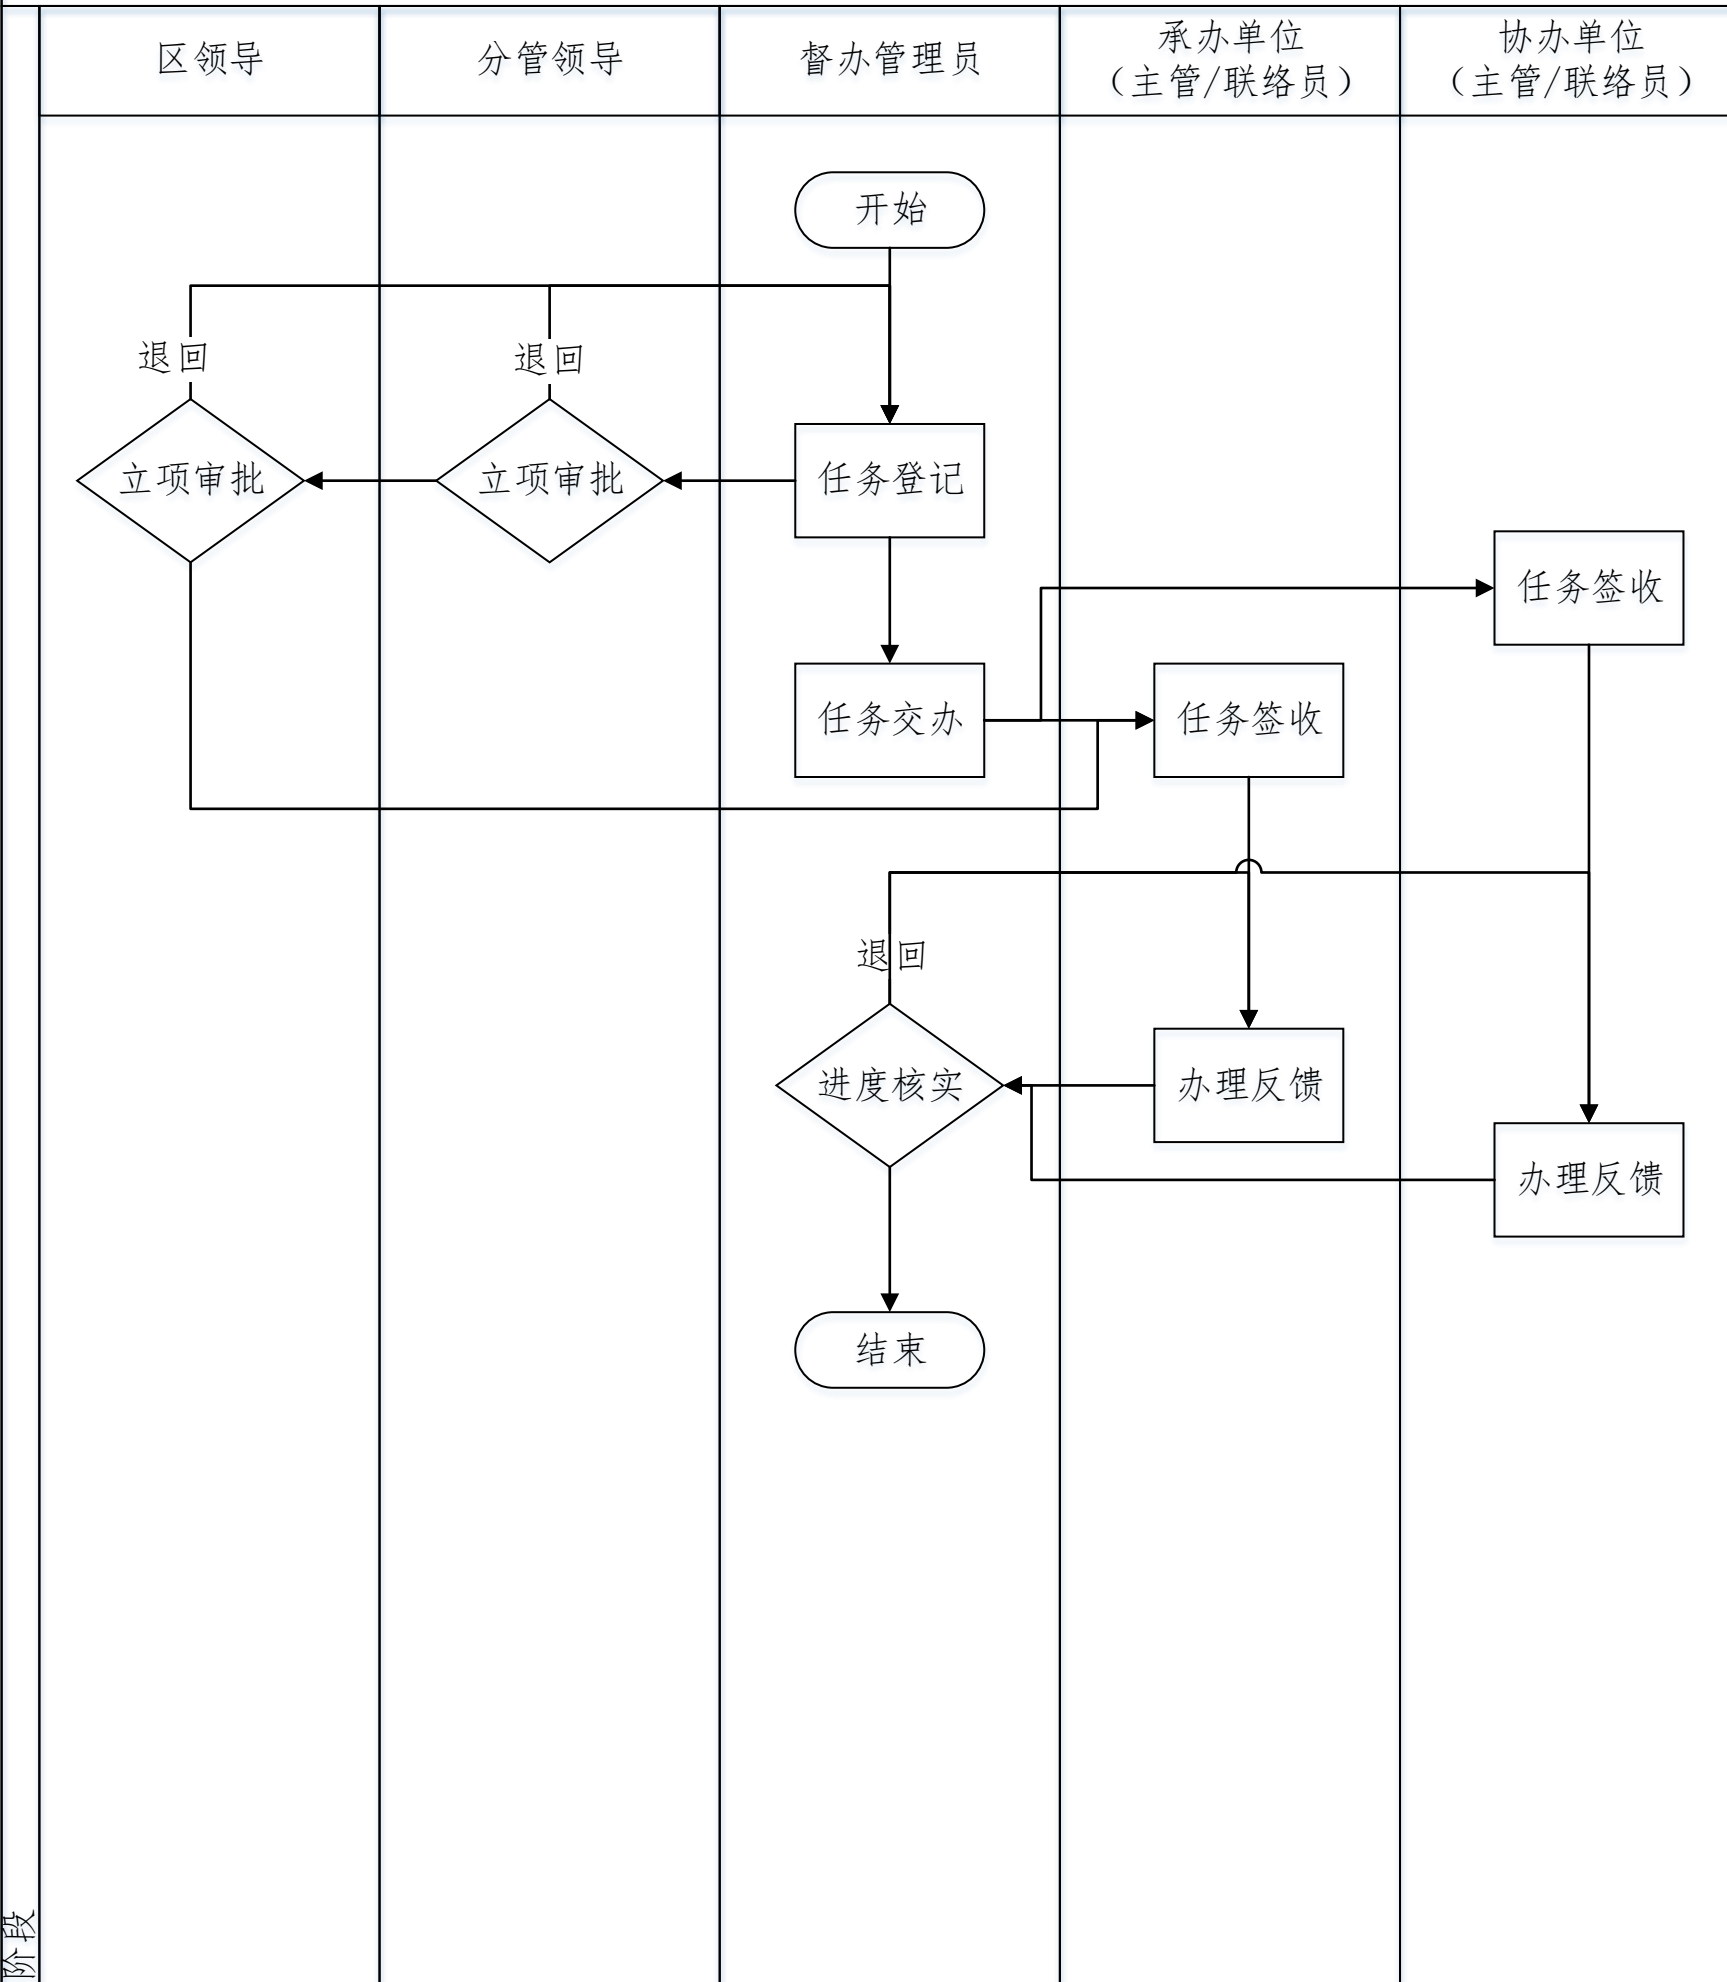 区领导
分管领导
督办管理员
承办单位
（主管/联络员）
协办单位
（主管/联络员）
开始
退回
退回
立项审批
立项审批
任务登记
任务签收
任务交办
任务签收
退回
进度核实
办理反馈
办理反馈
结束
阶段